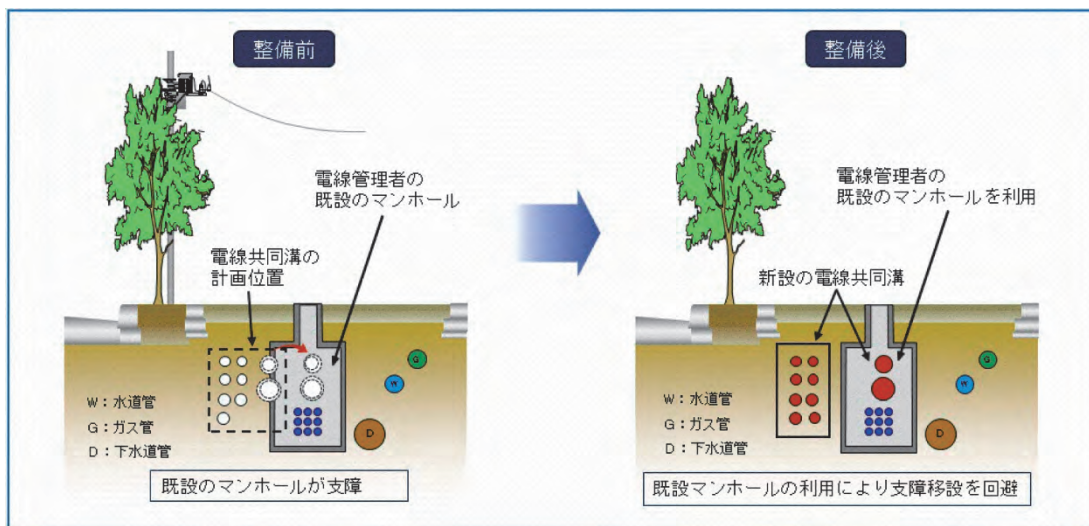 整備前
電線管理者の
既設のマンホール
電線共同溝の
計画位置
G
W
D
W：水道管
G：ガス管
D：下水道管
既設のマンホールが支障
整備後
電線管理者の
既設のマンホールを利用
新設の電線共同溝
G
W
D
W：水道管
G：ガス管
D：下水道管
既設マンホールの利用により支障移設を回避